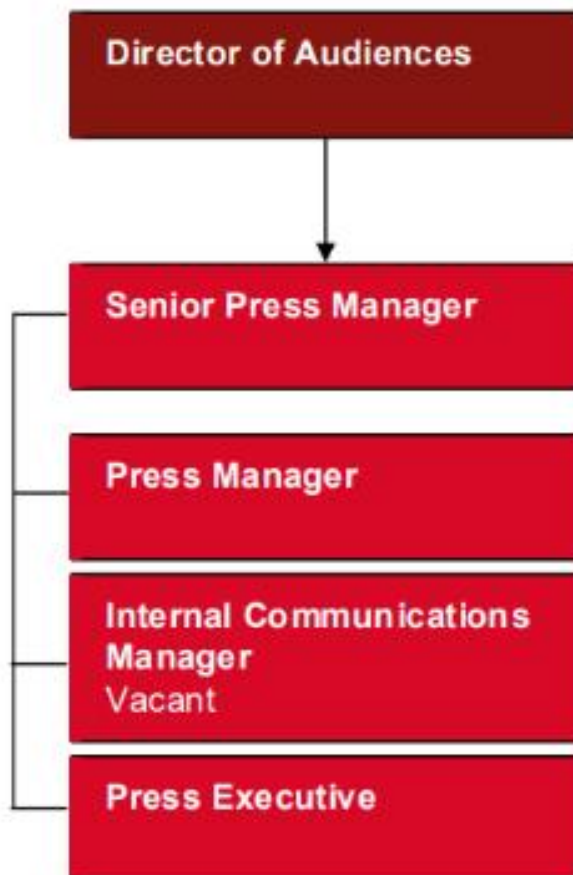 Director of Audiences
Senior Press Manager
Press Manager
Internal Communications
Manager
Vacant
Press Executive